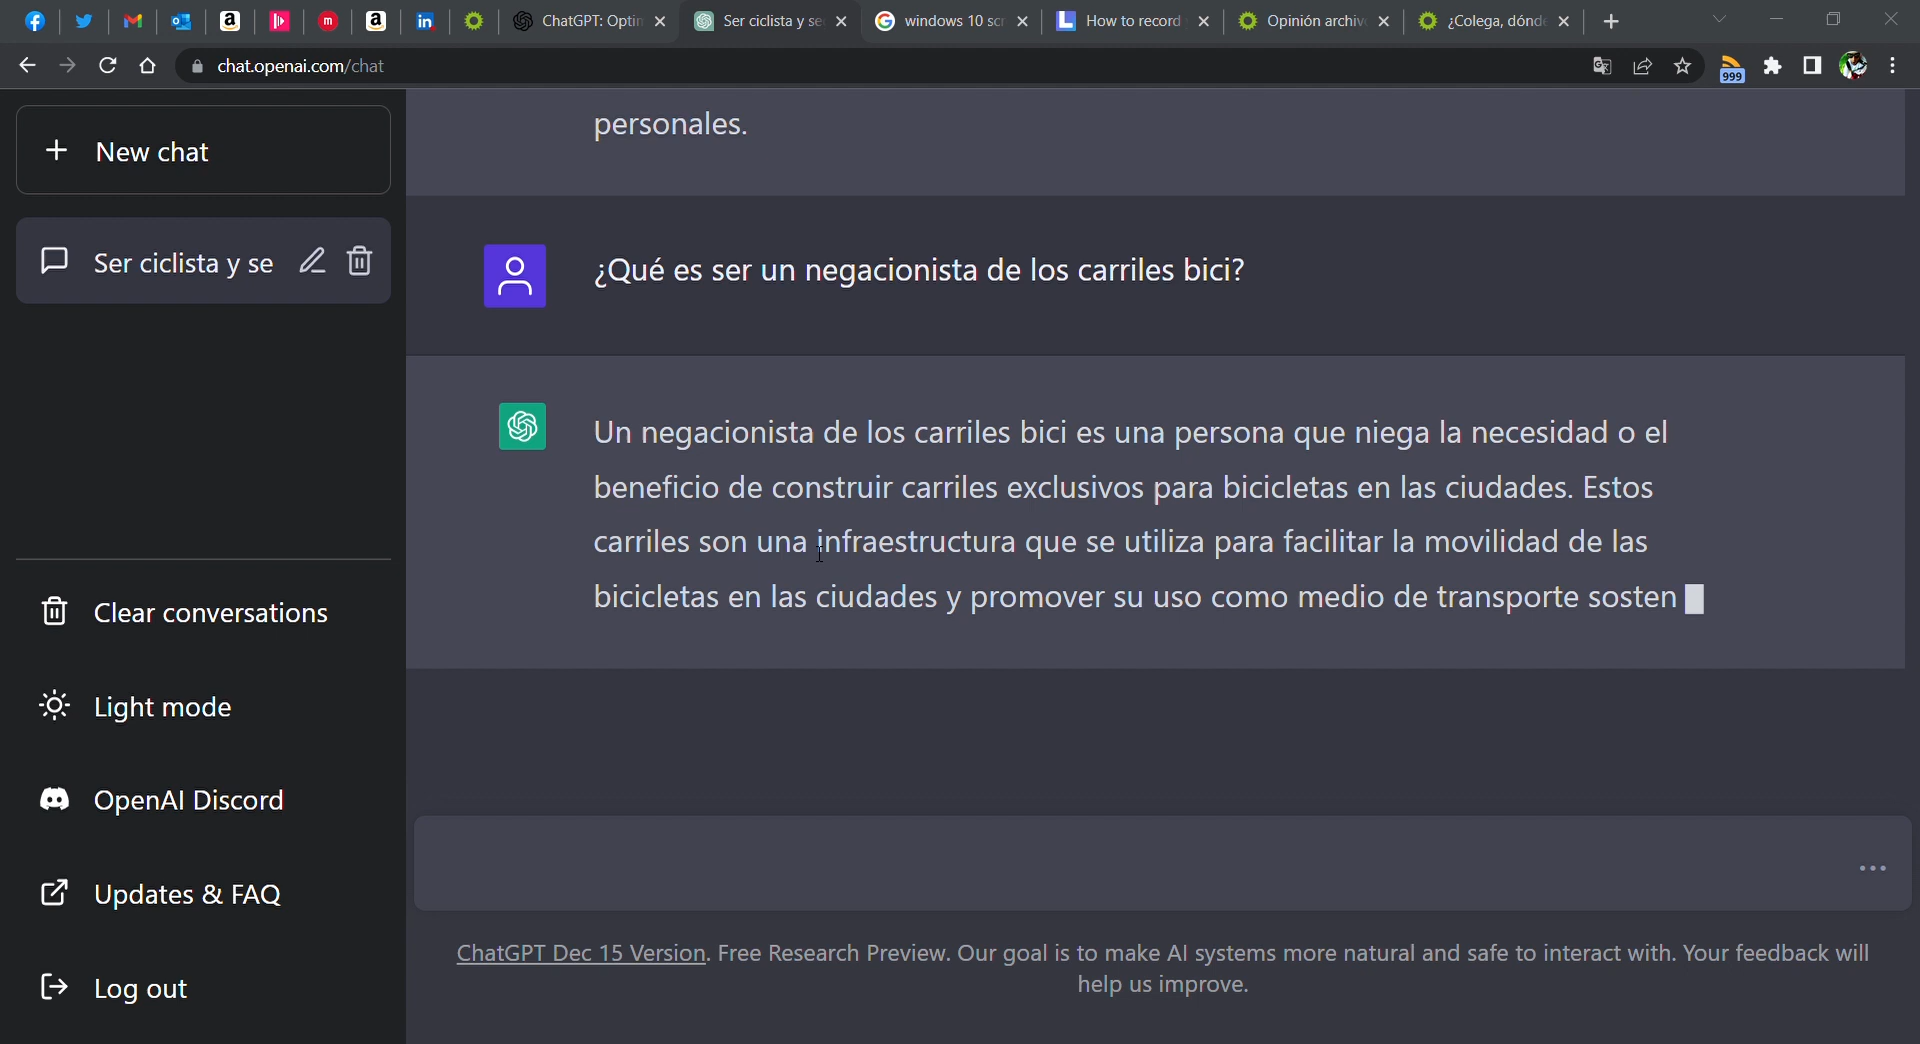 ChatGPT: Optin
Ser ciclista y se
windows 10 scr
How to record
Opinión archiv
¿Colega, dónde
chat.openai.com/chat
999
New chat
personales.
Ser ciclista y se
¿Qué es ser un negacionista de los carriles bici?
Un negacionista de los carriles bici es una persona que niega la necesidad o el
beneficio de construir carriles exclusivos para bicicletas en las ciudades. Estos
carriles son una infraestructura que se utiliza para facilitar la movilidad de las
bicicletas en las ciudades y promover su uso como medio de transporte sosten
Clear conversations
Light mode
OpenAI Discord
Updates & FAQ
Log out
ChatGPT Dec 15 Version. Free Research Preview. Our goal is to make AI systems more natural and safe to interact with. Your feedback will
help us improve.